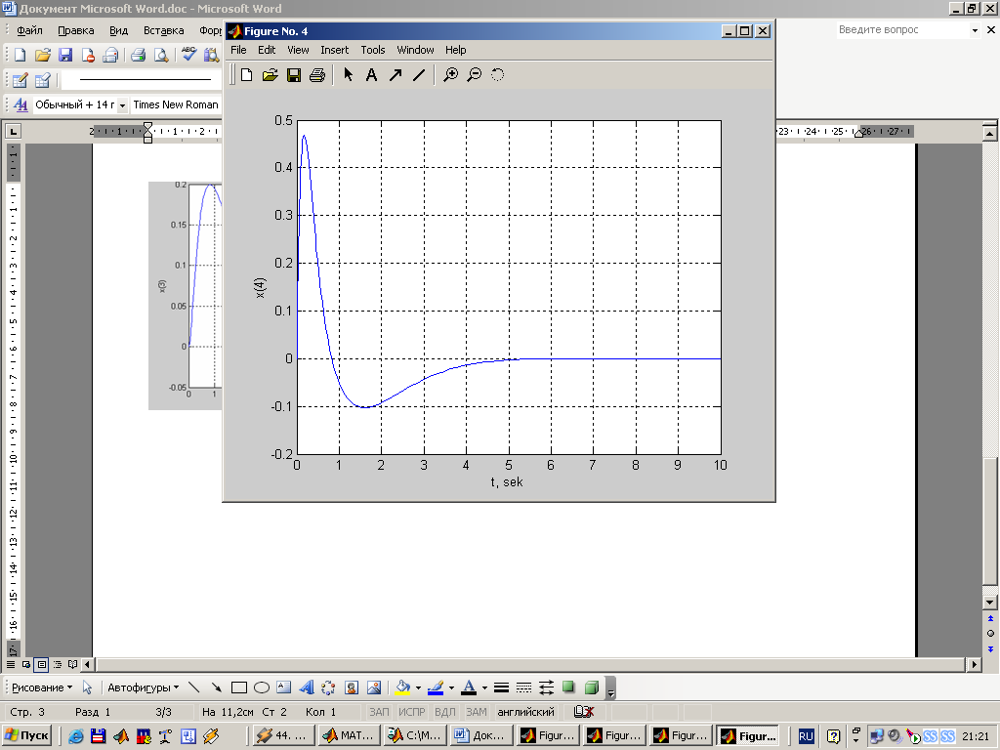 Документ Microsoft Word.doc - Microsoft Word
Файл Правка Вид Вставка Фор
Введите вопрос
Figure No. 4
File Edit View Insert Tools Window Help
Обычный + 14 г Times New Roman
2 1 1 2 23 24 25 26 27
0.5
0.4
0.3
0.2
0.1
0
-0.1
-0.2
x(4)
0 1 2 3 4 5 6 7 8 9 10
t, sek
0.2
0.15
0.1
0.05
0
-0.05
x(3)
0 1
1
1
2
3
4
5
6
7
8
9
10
11
12
13
14
15
16
17
Рисование Автофигуры
Стр. 3 Разд 1 3/3 На 11,2см Ст 2 Кол 1 ЗАП ИСПР ВДЛ ЗАМ английский
Пуск 44. ... MAT... C:\M... Док... Figur... Figur... Figur... Figur... RU 21:21